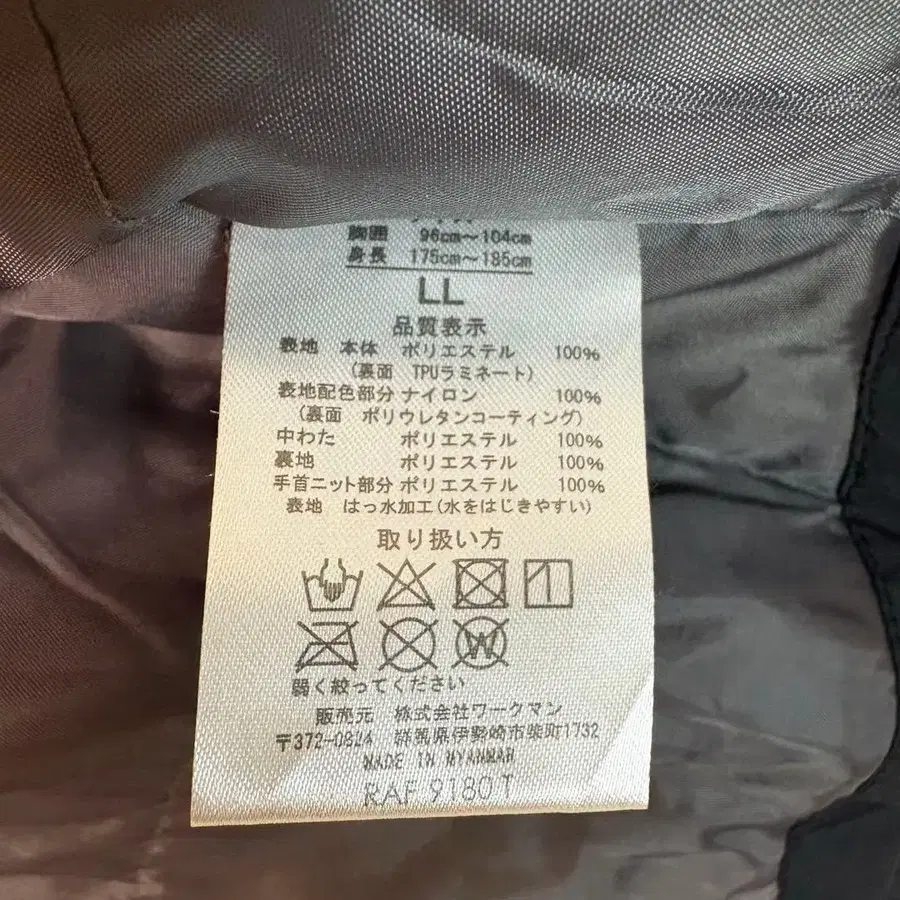 胸囲 96cm～104cm
身長 175cm～185cm
LL
品質表示
表地 本体 ポリエステル 100%
(裏面 TPUラミネート)
表地配色部分 ナイロン 100%
(裏面 ポリウレタンコーティング)
中わた ポリエステル 100%
裏地 ポリエステル 100%
手首ニット部分 ポリエステル 100%
表地 はっ水加工(水をはじきやすい)
取り扱い方
W
弱く絞ってください
販売元 株式会社ワークマン
〒372-0824 群馬県伊勢崎市柴町1732
MADE IN MYANMAR
RAF 9180T